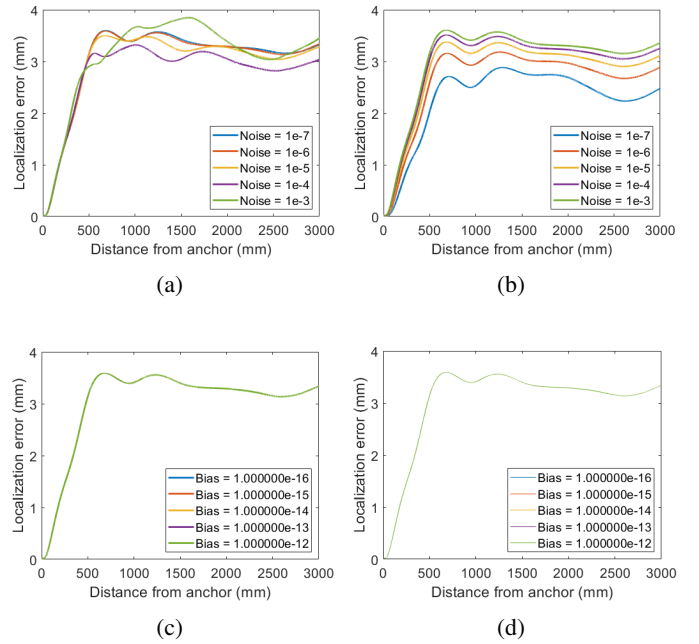 4
3
2
1
0
Localization error (mm)
Noise = 1e-7
Noise = 1e-6
Noise = 1e-5
Noise = 1e-4
Noise = 1e-3
0 500 1000 1500 2000 2500 3000
Distance from anchor (mm)
(a)
4
3
2
1
0
Localization error (mm)
Noise = 1e-7
Noise = 1e-6
Noise = 1e-5
Noise = 1e-4
Noise = 1e-3
0 500 1000 1500 2000 2500 3000
Distance from anchor (mm)
(b)
4
3
2
1
0
Localization error (mm)
Bias = 1.000000e-16
Bias = 1.000000e-15
Bias = 1.000000e-14
Bias = 1.000000e-13
Bias = 1.000000e-12
0 500 1000 1500 2000 2500 3000
Distance from anchor (mm)
(c)
4
3
2
1
0
Localization error (mm)
Bias = 1.000000e-16
Bias = 1.000000e-15
Bias = 1.000000e-14
Bias = 1.000000e-13
Bias = 1.000000e-12
0 500 1000 1500 2000 2500 3000
Distance from anchor (mm)
(d)